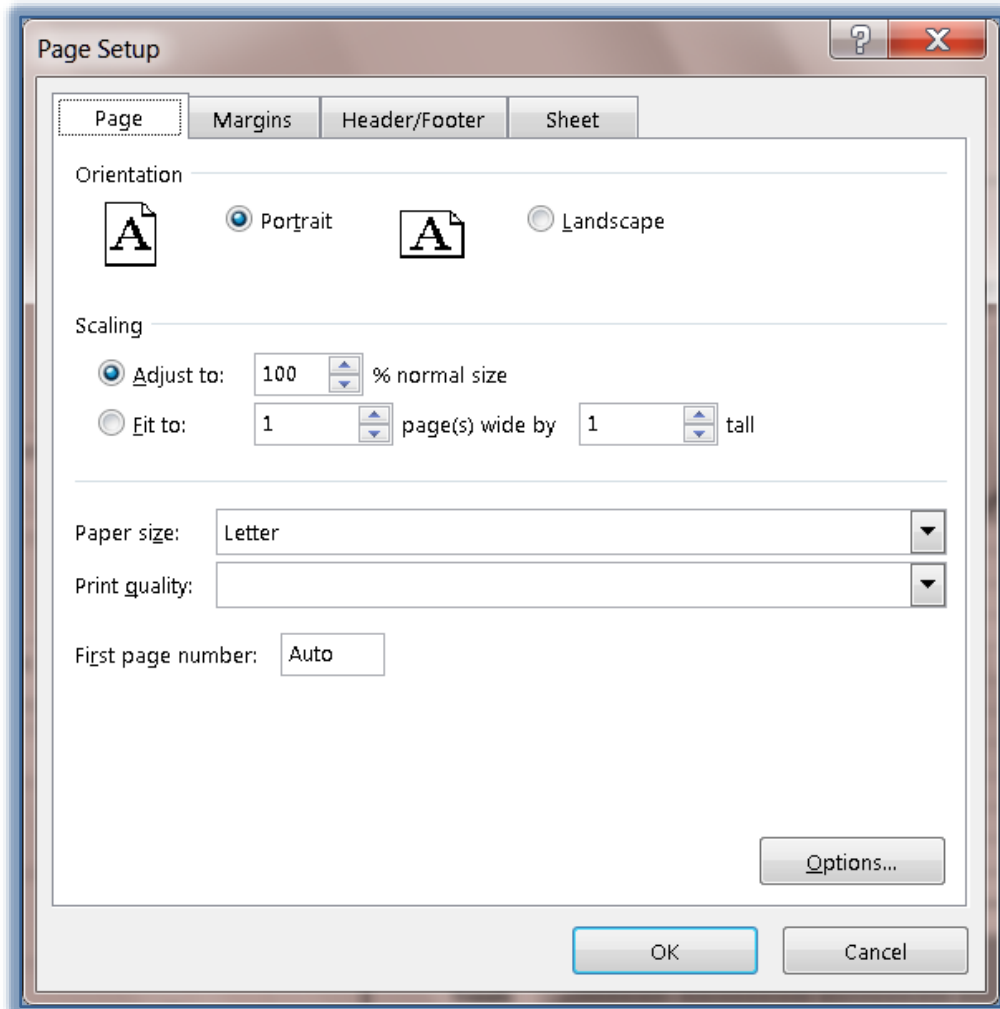 Page Setup
Page Margins Header/Footer Sheet
Orientation
A Portrait A Landscape
Scaling
Adjust to: 100 % normal size
Fit to: 1 page(s) wide by 1 tall
Paper size: Letter
Print quality:
First page number: Auto
Options...
OK Cancel